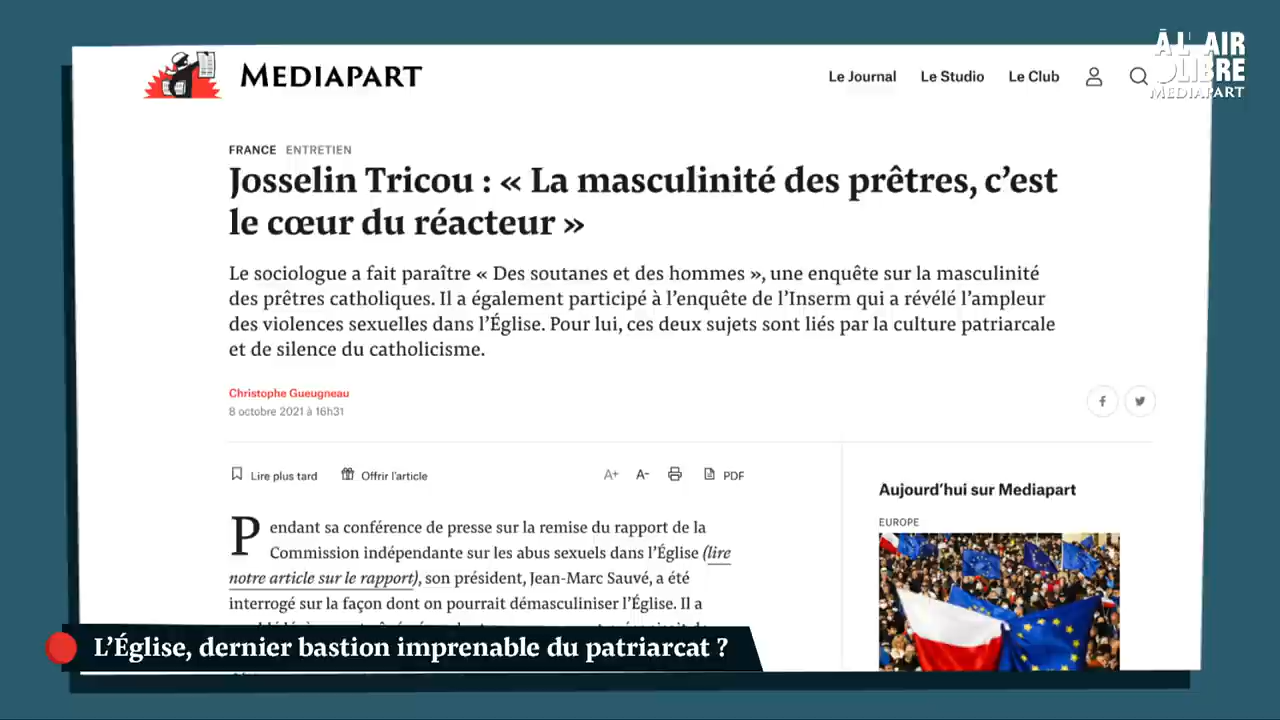 À L'AIR
LIBRE
MEDIAPART
MEDIAPART
Le Journal Le Studio Le Club
FRANCE ENTRETIEN
Josselin Tricou : « La masculinité des prêtres, c’est
le cœur du réacteur »
Le sociologue a fait paraître « Des soutanes et des hommes », une enquête sur la masculinité
des prêtres catholiques. Il a également participé à l’enquête de l’Inserm qui a révélé l’ampleur
des violences sexuelles dans l’Église. Pour lui, ces deux sujets sont liés par la culture patriarcale
et de silence du catholicisme.
Christophe Gueugneau
8 octobre 2021 à 16h31
Lire plus tard Offrir l’article A+ A- PDF
Pendant sa conférence de presse sur la remise du rapport de la
Commission indépendante sur les abus sexuels dans l’Église (lire
notre article sur le rapport), son président, Jean-Marc Sauvé, a été
interrogé sur la façon dont on pourrait démasculiniser l’Église. Il a
Aujourd’hui sur Mediapart
EUROPE
L’Église, dernier bastion imprenable du patriarcat ?